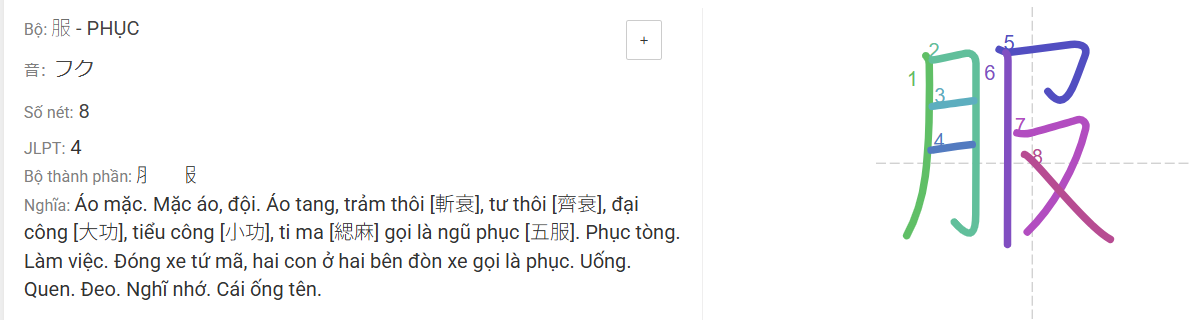 Bộ: 服 - PHỤC
+
音: フク
Số nét: 8
JLPT: 4
Bộ thành phần: ⺼ 𠬝
Nghĩa: Áo mặc. Mặc áo, đội. Áo tang, trảm thôi [斬衰], tư thôi [齊衰], đại
công [大功], tiểu công [小功], ti ma [緦麻] gọi là ngũ phục [五服]. Phục tòng.
Làm việc. Đóng xe tứ mã, hai con ở hai bên đòn xe gọi là phục. Uống.
Quen. Đeo. Nghĩ nhớ. Cái ống tên.
服
1 2 3 4 5 6 7 8